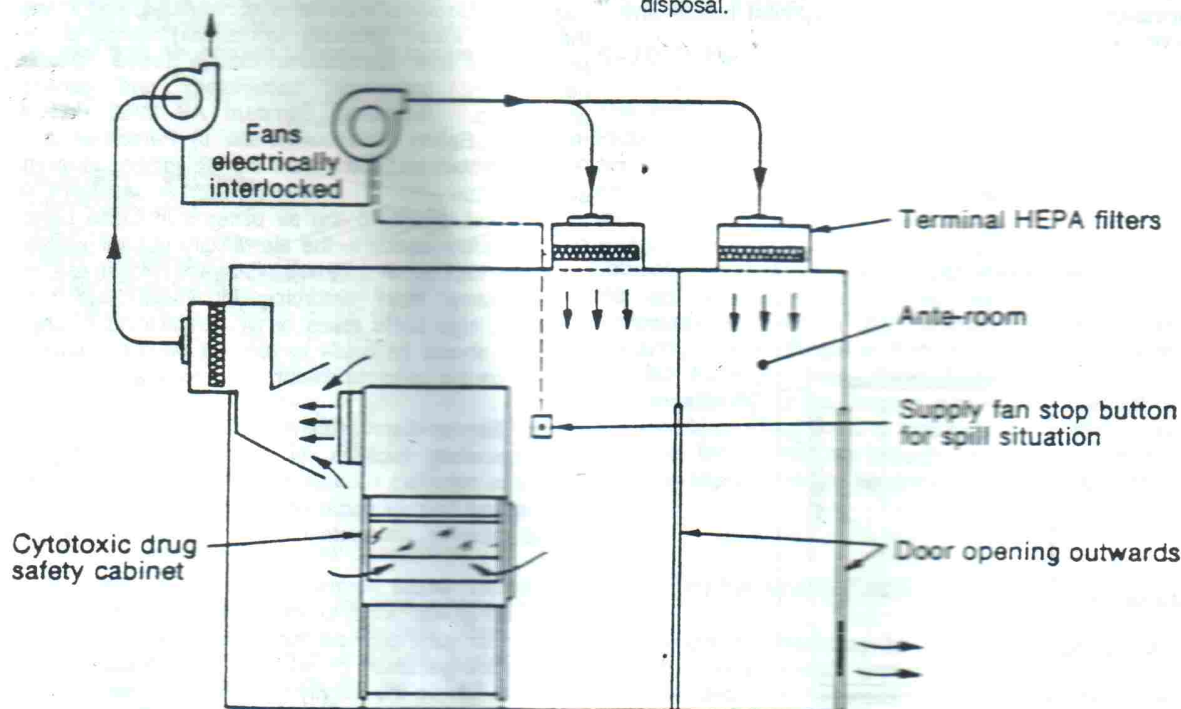 disposal.
Fans
electrically
interlocked
Terminal HEPA filters
Ante-room
Supply fan stop button
for spill situation
Cytotoxic drug
safety cabinet
Door opening outwards